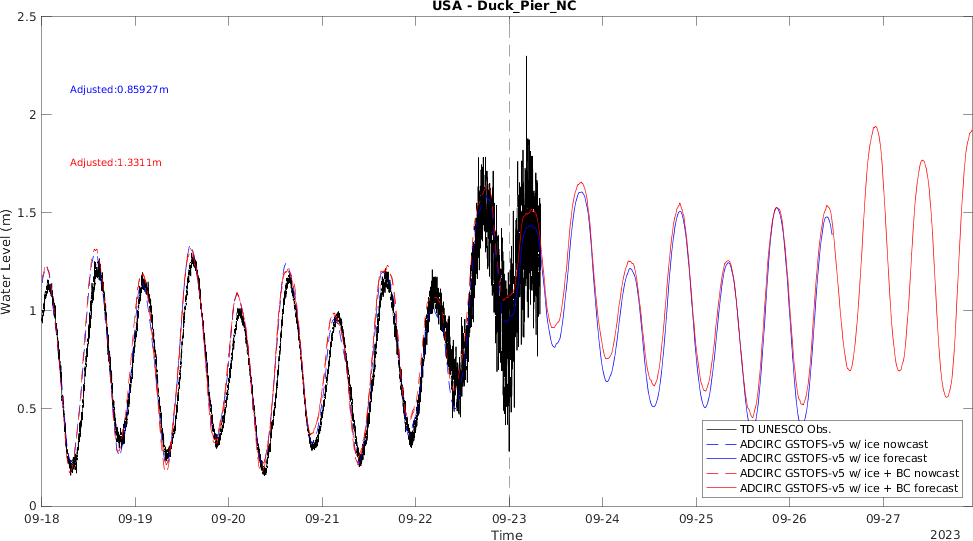 USA - Duck_Pier_NC
2.5
Adjusted:0.85927m
2
Adjusted:1.3311m
1.5
Water Level (m)
1
0.5
TD UNESCO Obs.
ADCIRC GSTOFS-v5 w/ ice nowcast
ADCIRC GSTOFS-v5 w/ ice forecast
ADCIRC GSTOFS-v5 w/ ice + BC nowcast
ADCIRC GSTOFS-v5 w/ ice + BC forecast
0
09-18 09-19 09-20 09-21 09-22 09-23 09-24 09-25 09-26 09-27
Time
2023